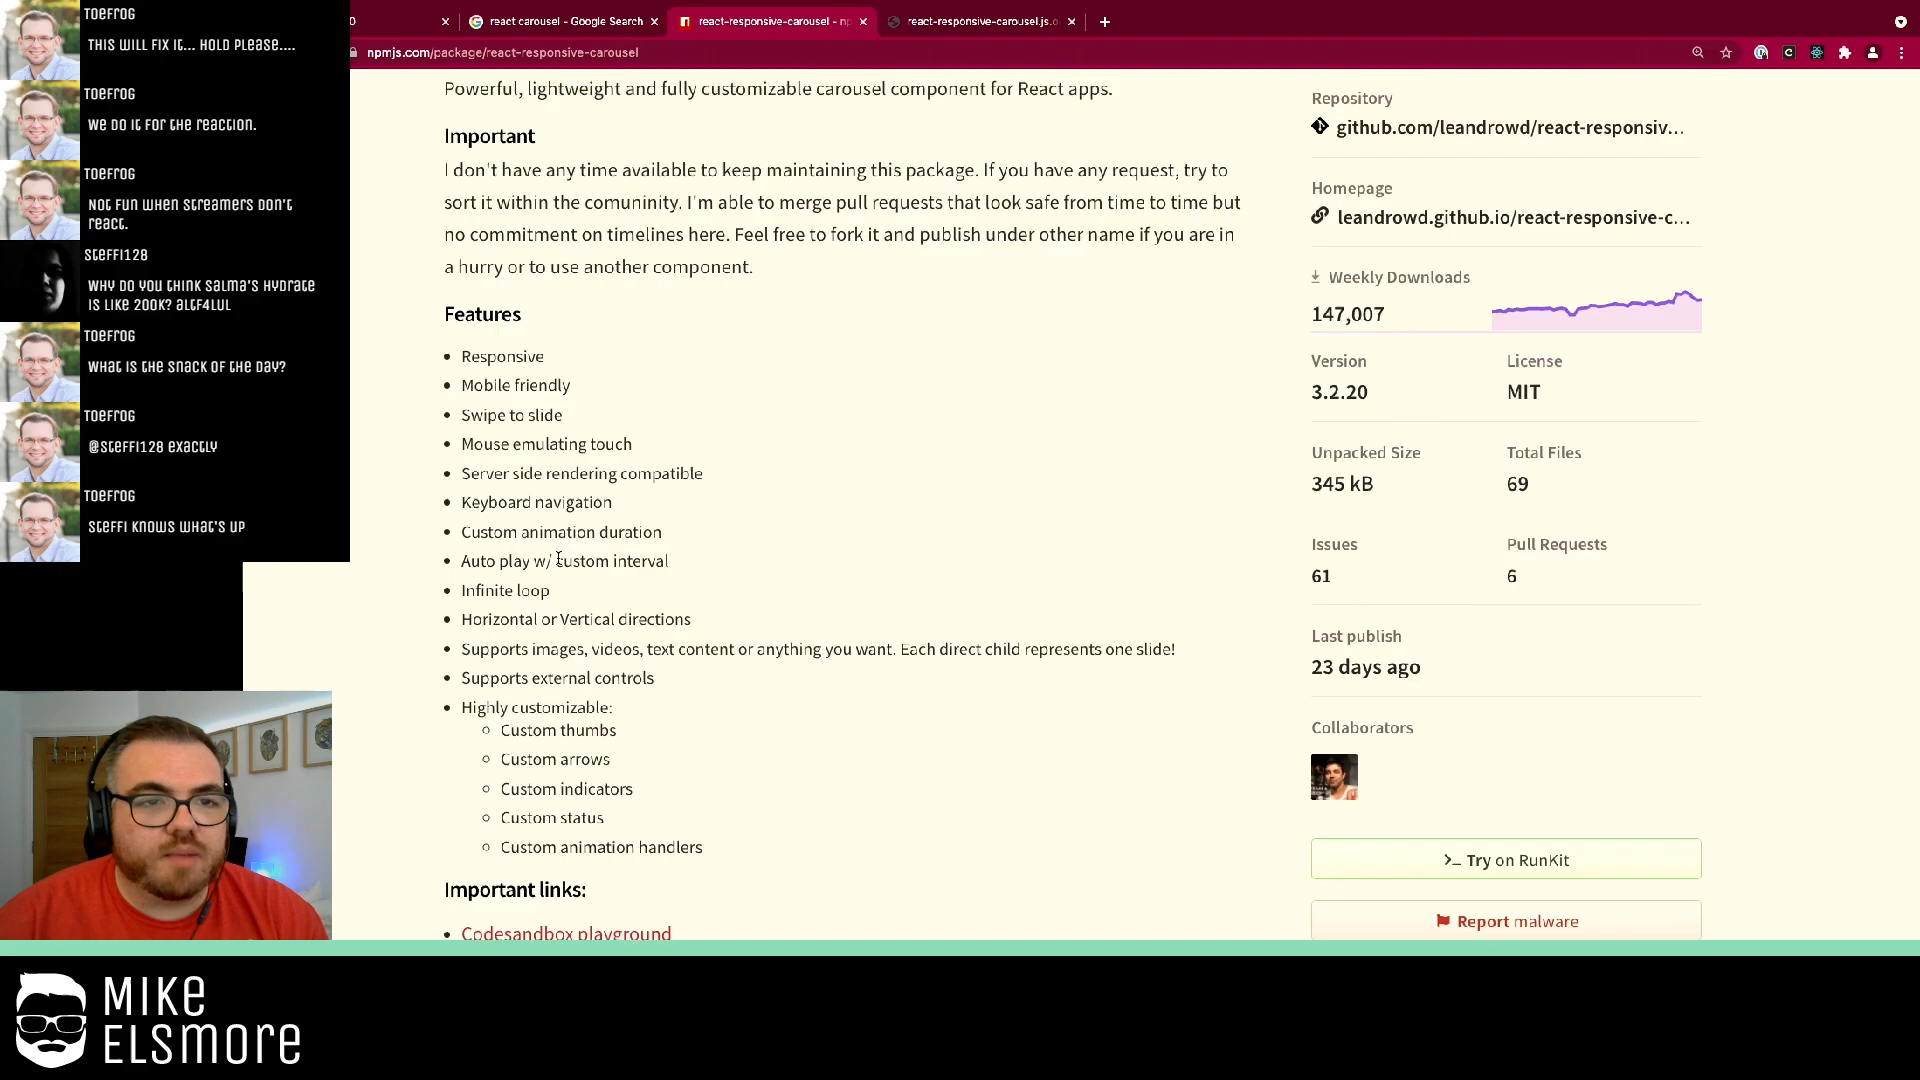 Toefrog
This will fix it... hold please....
Toefrog
We do it for the reaction.
Toefrog
Not fun when streamers don't
react.
Steffi128
Why do you think Salma's hydrate
is like 200k? altf4LUL
Toefrog
What is the snack of the day?
Toefrog
@steffi128 exactly
Toefrog
Steffi knows what's up
react carousel - Google Search
react-responsive-carousel - np
react-responsive-carousel.js.o
npmjs.com/package/react-responsive-carousel
Powerful, lightweight and fully customizable carousel component for React apps.
Important
I don't have any time available to keep maintaining this package. If you have any request, try to
sort it within the comuninity. I'm able to merge pull requests that look safe from time to time but
no commitment on timelines here. Feel free to fork it and publish under other name if you are in
a hurry or to use another component.
Features
Responsive
Mobile friendly
Swipe to slide
Mouse emulating touch
Server side rendering compatible
Keyboard navigation
Custom animation duration
Auto play w/ custom interval
Infinite loop
Horizontal or Vertical directions
Supports images, videos, text content or anything you want. Each direct child represents one slide!
Supports external controls
Highly customizable:
Custom thumbs
Custom arrows
Custom indicators
Custom status
Custom animation handlers
Important links:
Codesandbox playground
Repository
github.com/leandrowd/react-responsiv...
Homepage
leandrowd.github.io/react-responsive-c...
Weekly Downloads
147,007
Version
License
3.2.20
MIT
Unpacked Size
Total Files
345 kB
69
Issues
Pull Requests
61
6
Last publish
23 days ago
Collaborators
Try on RunKit
Report malware
Mike
Elsmore